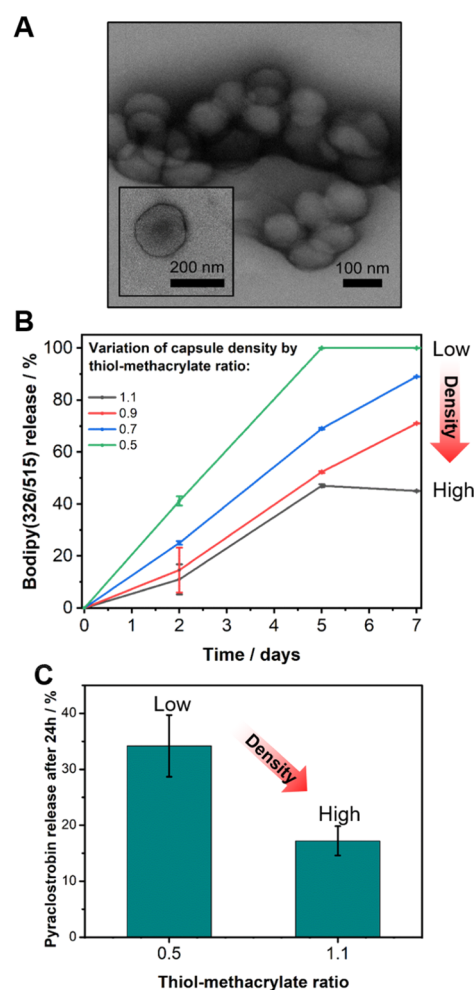 A
200 nm
100 nm
B
Variation of capsule density by
thiol-methacrylate ratio:
1.1
0.9
0.7
0.5
Low
Density
High
100
80
60
40
20
0
Bodipy(326/515) release / %
0 1 2 3 4 5 6 7
Time / days
C
Low
Density
High
40
30
20
10
0
Pyraclostrobin release after 24h / %
0.5 1.1
Thiol-methacrylate ratio